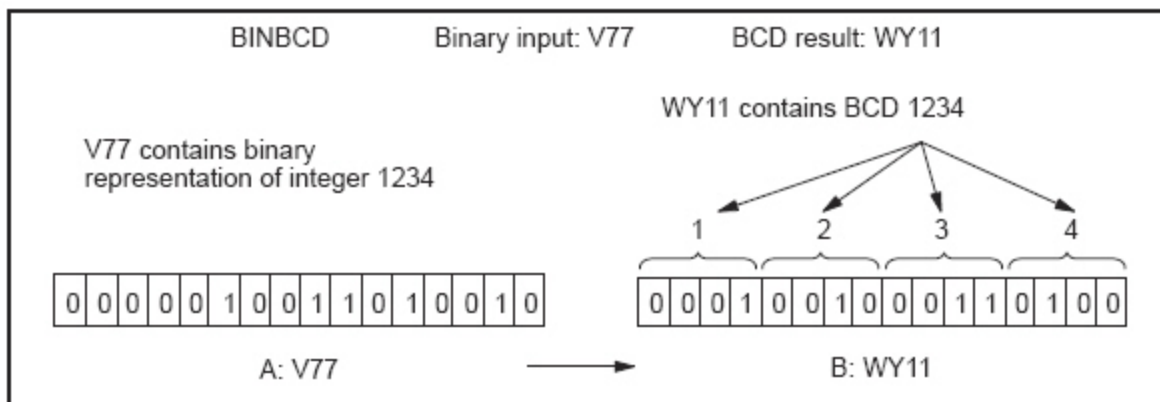 BINBCD Binary input: V77 BCD result: WY11
WY11 contains BCD 1234
V77 contains binary
representation of integer 1234
1 2 3 4
0 0 0 0 0 1 0 0 1 1 0 1 0 0 1 0
0 0 0 1 0 0 1 0 0 0 1 1 0 1 0 0
A: V77 B: WY11